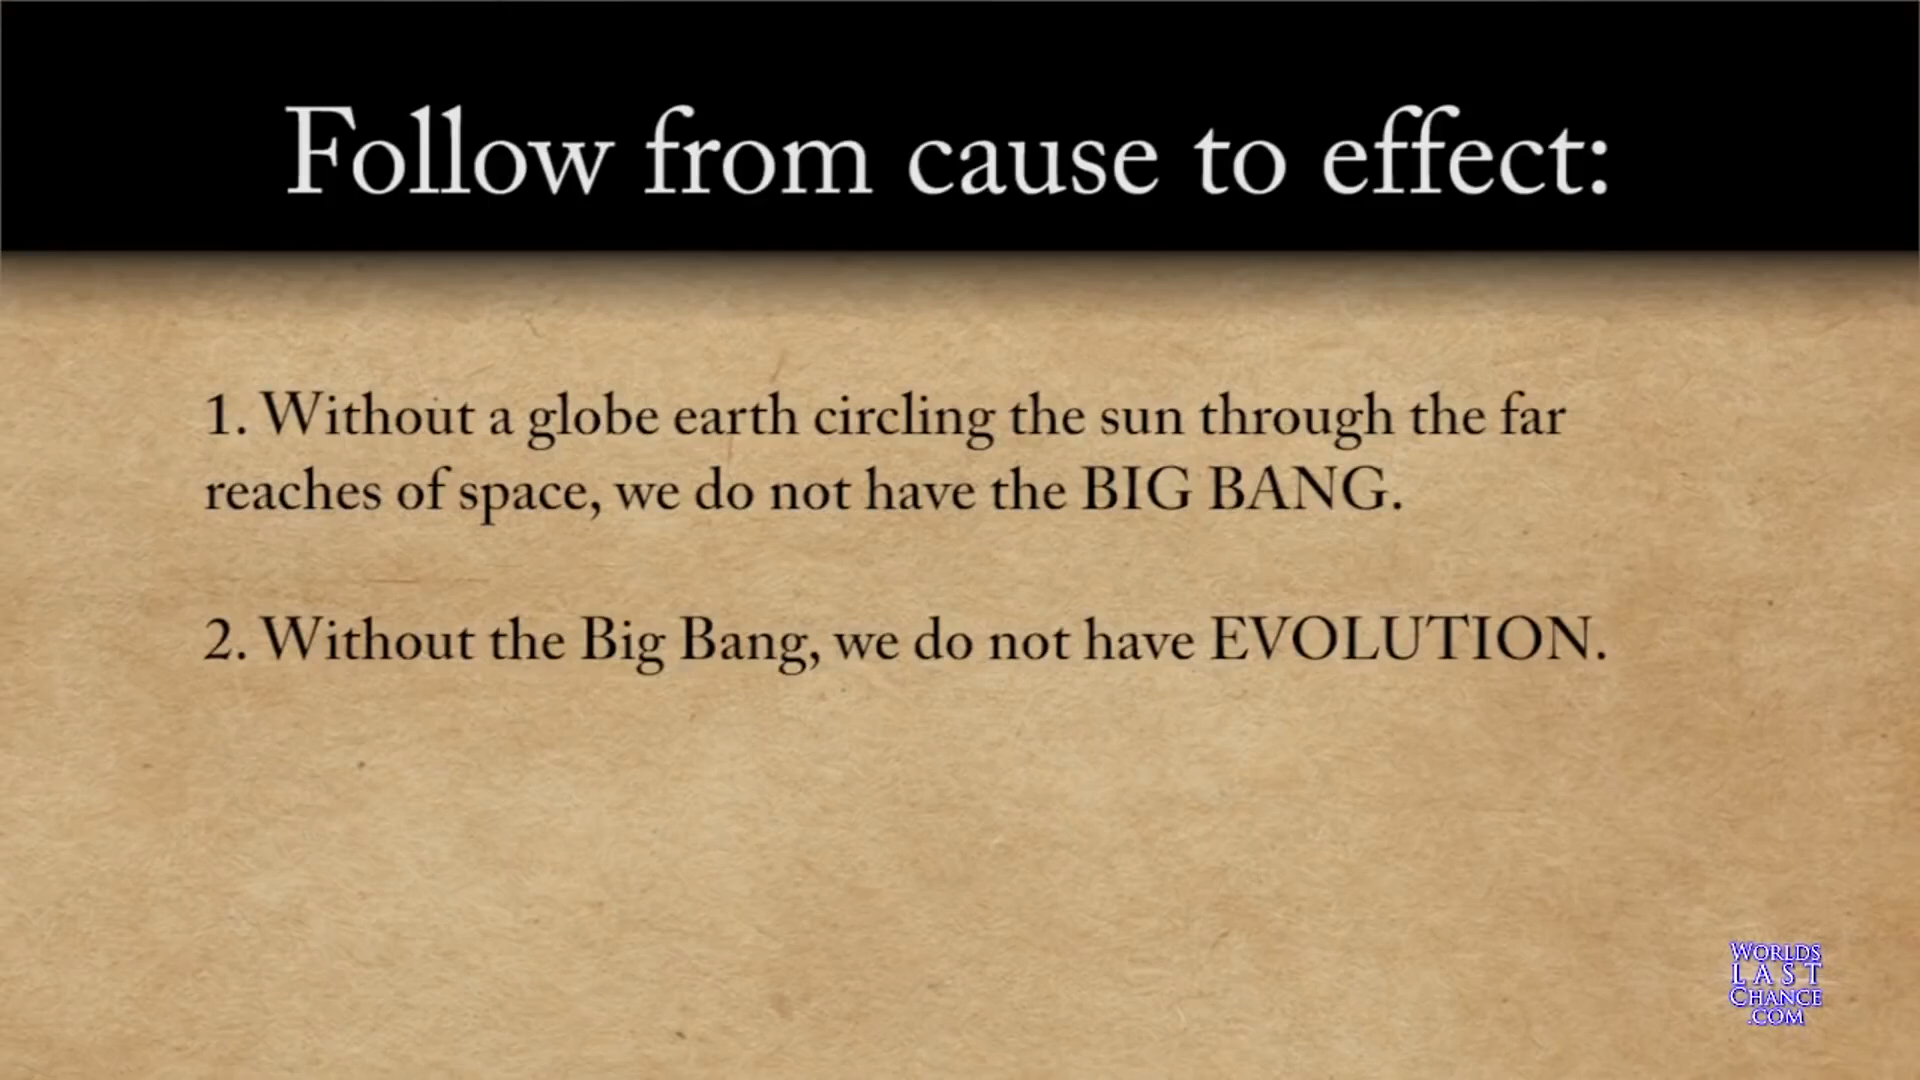 Follow from cause to effect:
1. Without a globe earth circling the sun through the far
reaches of space, we do not have the BIG BANG.
2. Without the Big Bang, we do not have EVOLUTION.
WORLDS
LAST
CHANCE
.COM